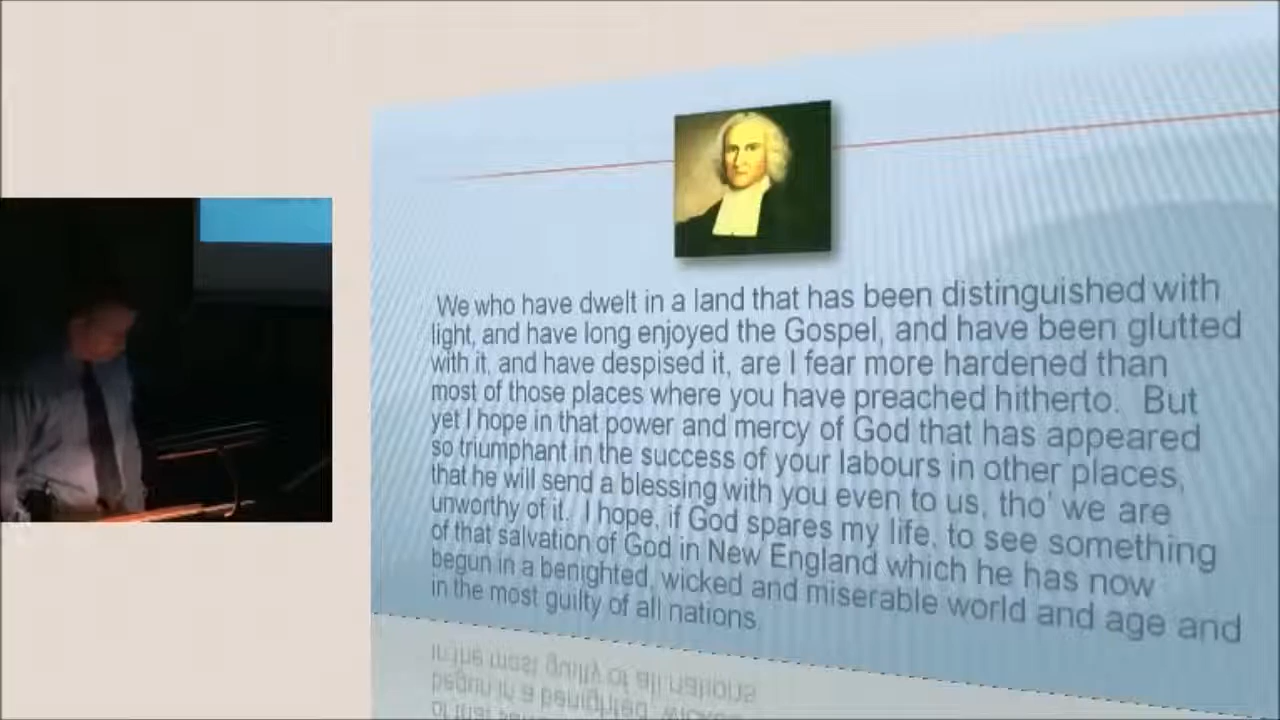 We who have dwelt in a land that has been distinguished with
light, and have long enjoyed the Gospel, and have been glutted
with it, and have despised it, are I fear more hardened than
most of those places where you have preached hitherto. But
yet I hope in that power and mercy of God that has appeared
so triumphant in the success of your labours in other places,
that he will send a blessing with you even to us, tho' we are
unworthy of it. I hope, if God spares my life, to see something
of that salvation of God in New England which he has now
begun in a benighted, wicked and miserable world and age and
in the most guilty of all nations.